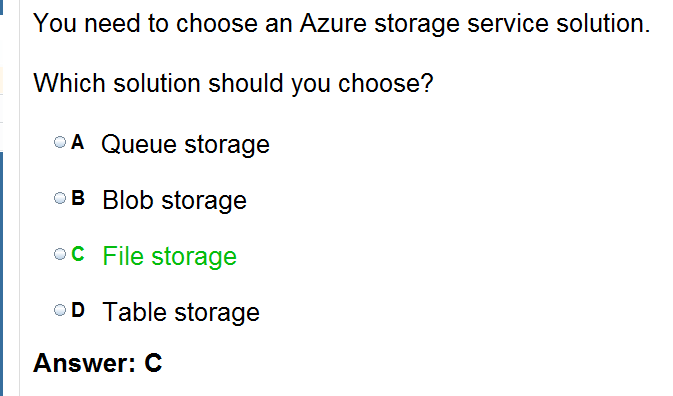 You need to choose an Azure storage service solution.
Which solution should you choose?
A Queue storage
B Blob storage
C File storage
D Table storage
Answer: C